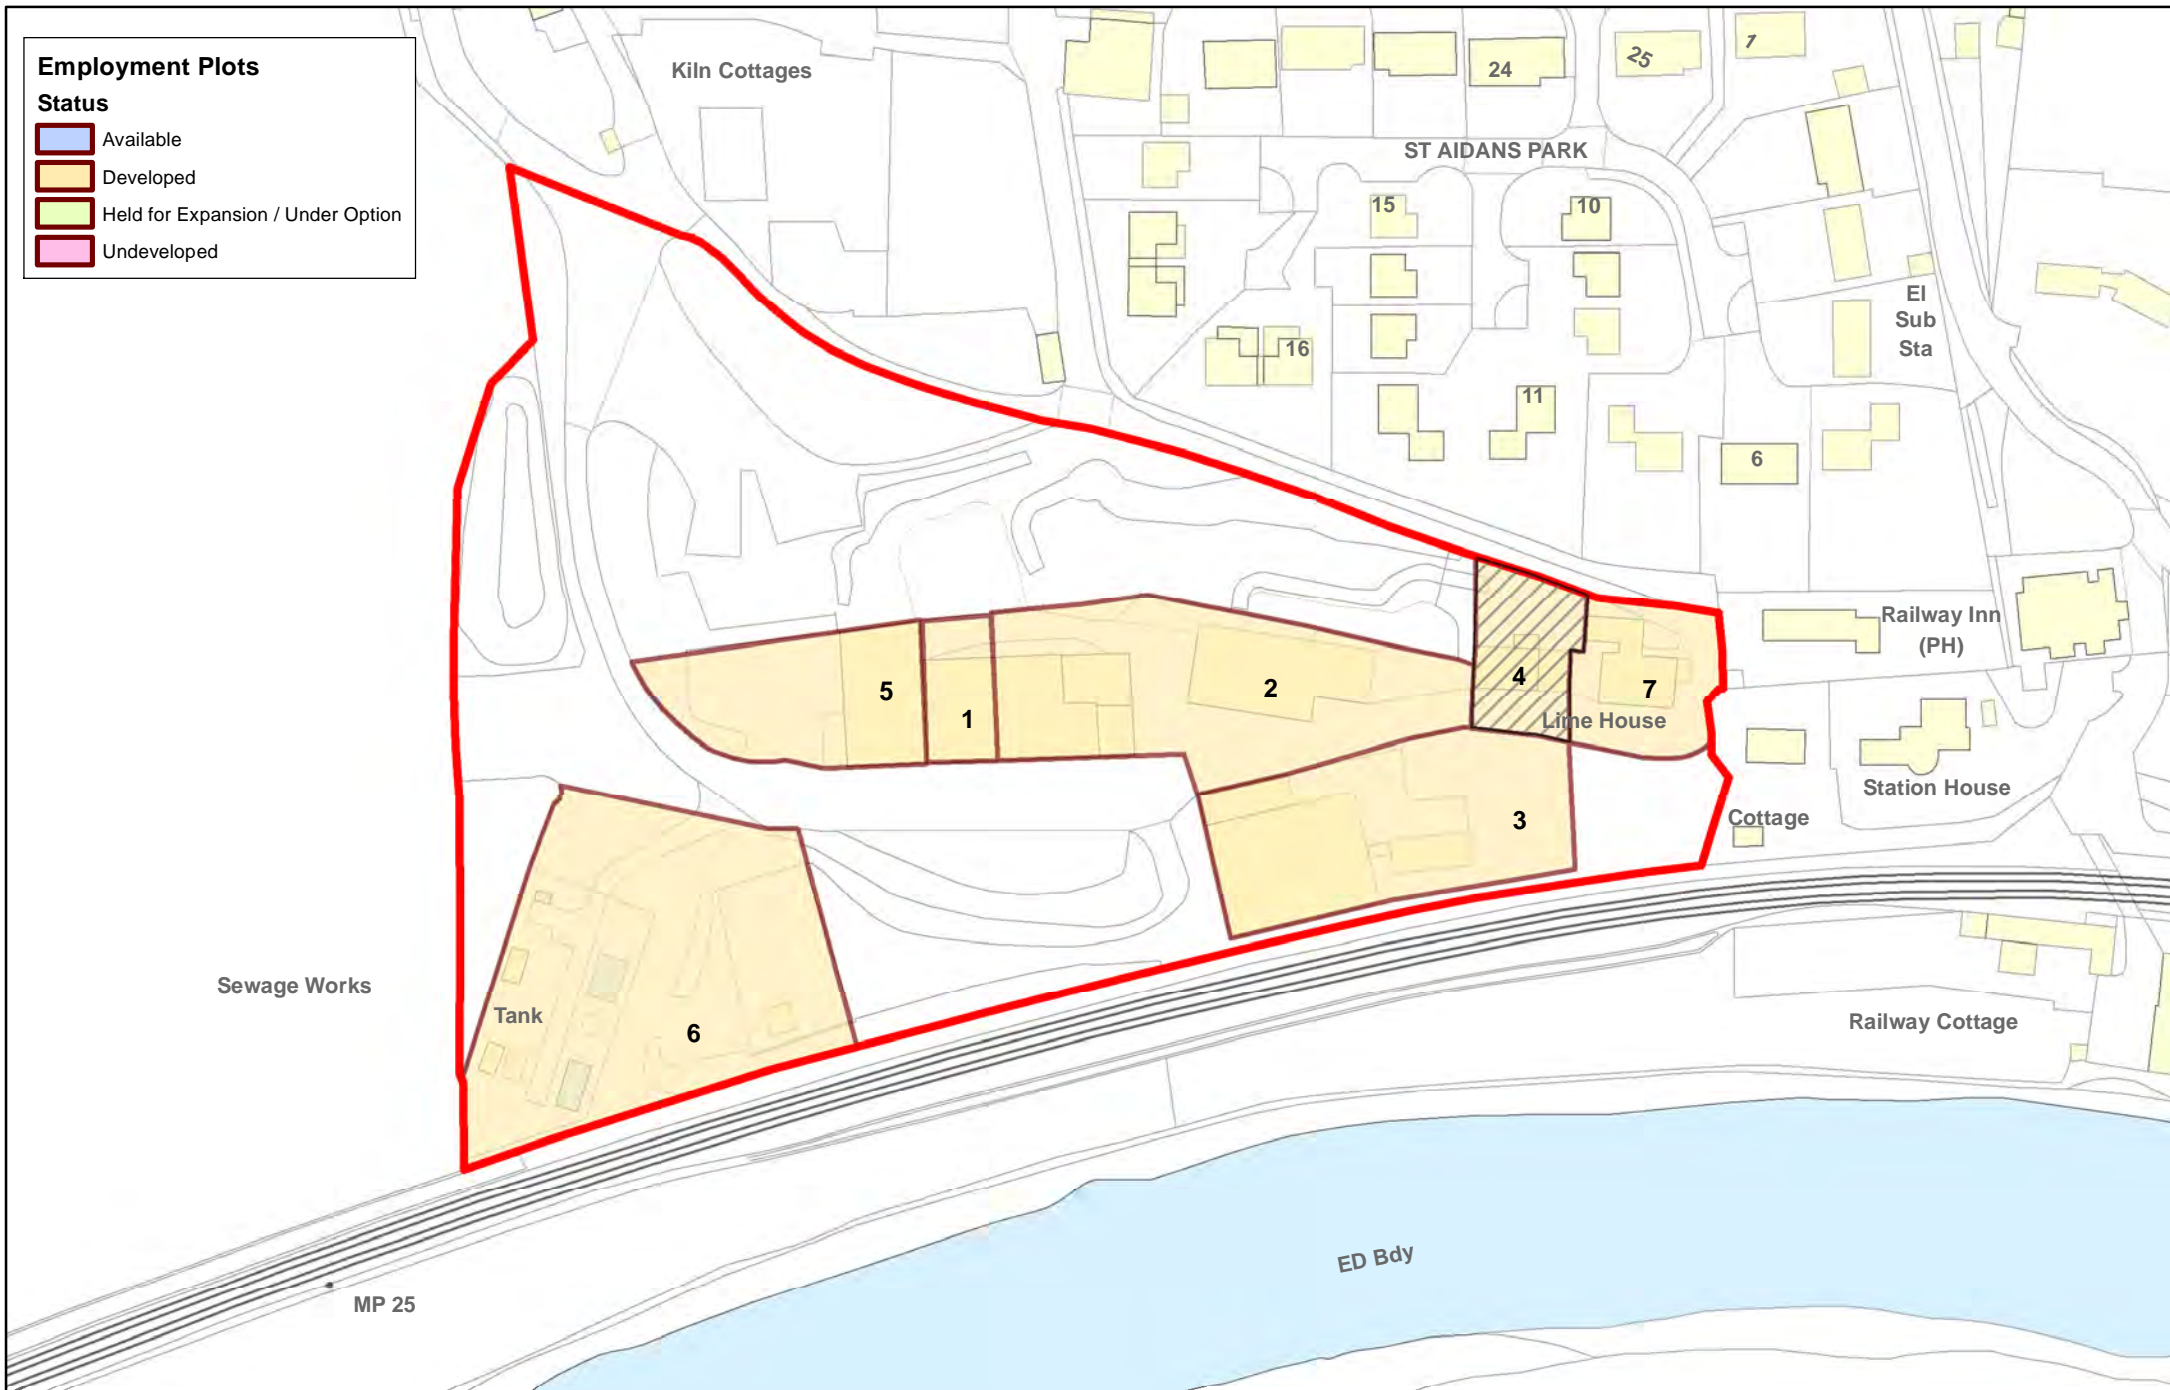 Employment Plots
Status
Available
Developed
Held for Expansion / Under Option
Undeveloped
Kiln Cottages
24
25
1
ST AIDANS PARK
15
10
El
Sub
Sta
16
11
6
Railway Inn
(PH)
5
1
2
4
7
Lime House
Station House
Cottage
3
Sewage Works
Tank
6
Railway Cottage
ED Bdy
MP 25